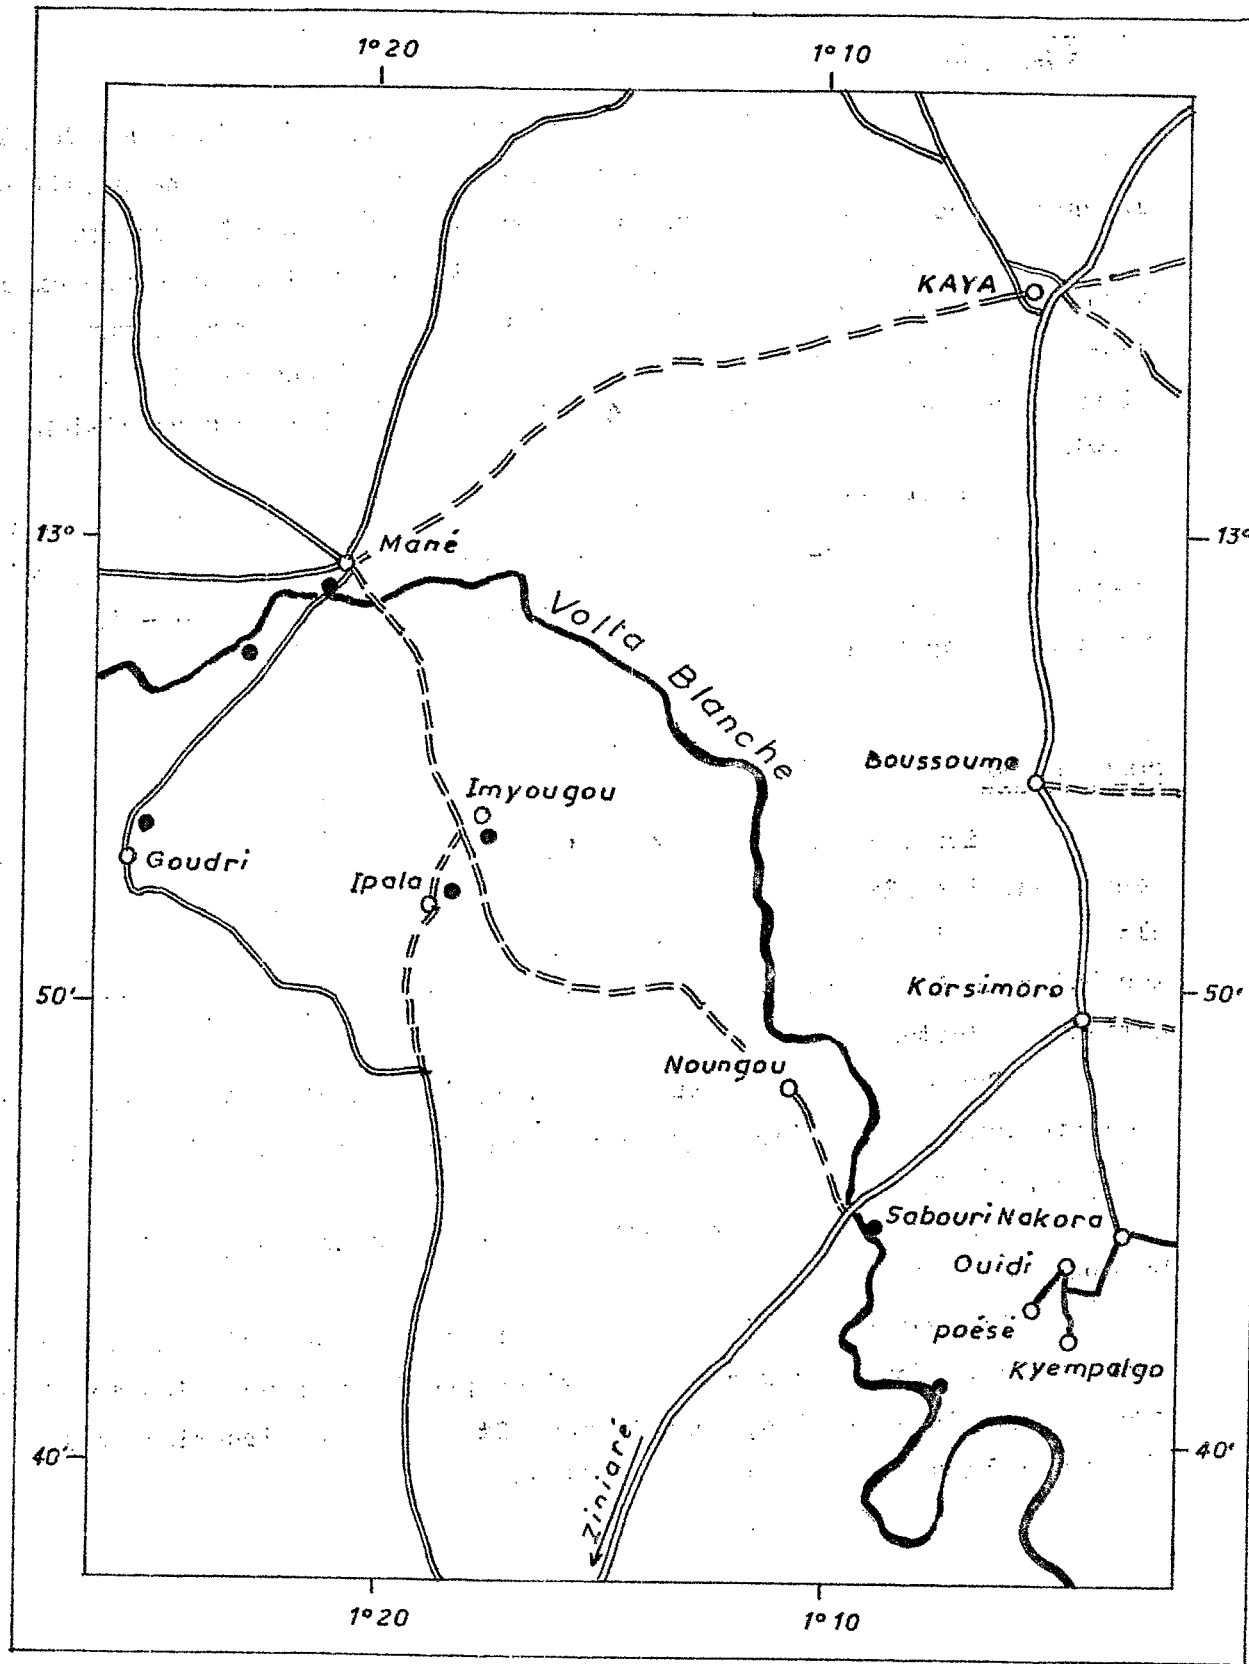 1° 20
1° 10
KAYA
13°
13°
Mané
Volta Blanche
Boussouma
Imyougou
Goudri
Ipala
Korsimoro
50'
50'
Noungou
Sabouri Nakora
Ouidi
poésé
Kyempalgo
Ziniaré
40'
40'
1° 20
1° 10